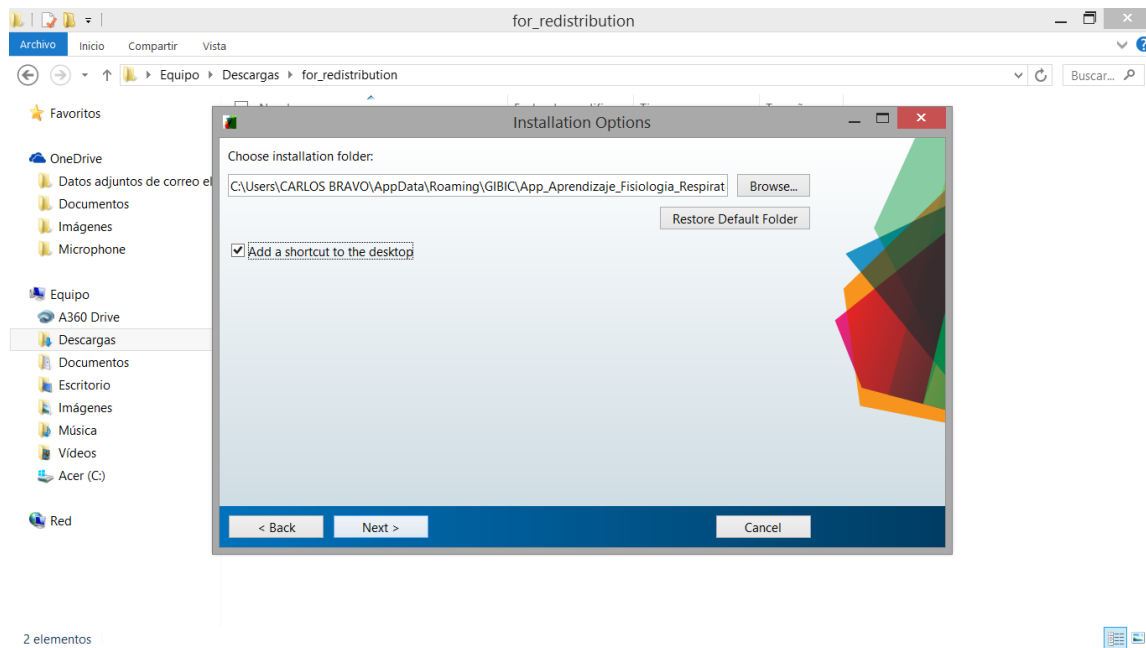 for_redistribution
Archivo Inicio Compartir Vista
Equipo Descargas for_redistribution Buscar...
Favoritos
OneDrive
Datos adjuntos de correo el
Documentos
Imágenes
Microphone
Equipo
A360 Drive
Descargas
Documentos
Escritorio
Imágenes
Música
Vídeos
Acer (C:)
Red
Installation Options
Choose installation folder:
C:\Users\CARLOS BRAVO\AppData\Roaming\GIBIC\App_Aprendizaje_Fisiologia_Respirat Browse...
Restore Default Folder
Add a shortcut to the desktop
< Back Next > Cancel
2 elementos